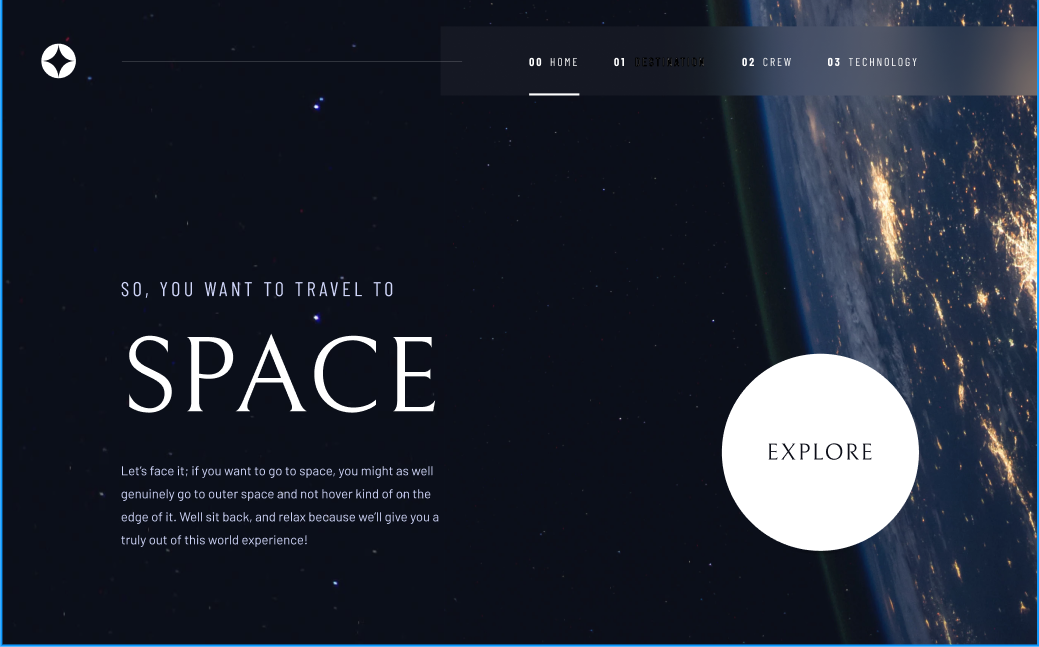 00 HOME 01 02 CREW 03 TECHNOLOGY
SO, YOU WANT TO TRAVEL TO
SPACE
Let's face it; if you want to go to space, you might as well
genuinely go to outer space and not hover kind of on the
edge of it. Well sit back, and relax because we'll give you a
truly out of this world experience!
EXPLORE